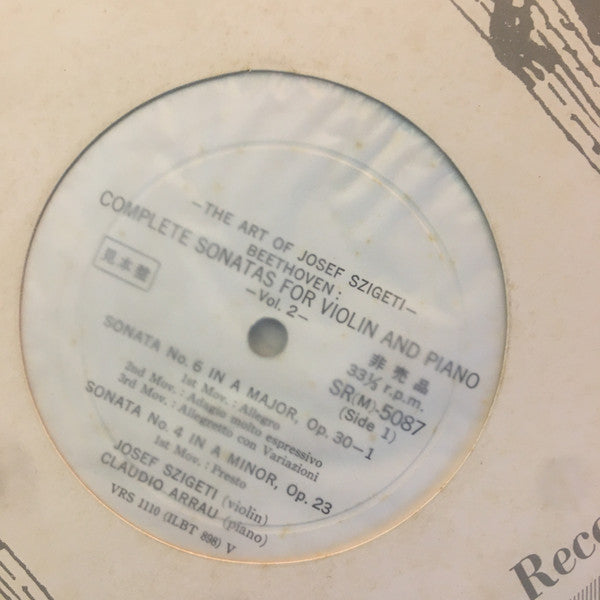 —THE ART OF JOSEF SZIGETI—
BEETHOVEN:
COMPLETE SONATAS FOR VIOLIN AND PIANO
—Vol. 2—
見本盤
非売品
33⅓ r.p.m.
SR(M)-5087
(Side 1)
SONATA No. 6 IN A MAJOR, Op. 30—1
1st Mov.: Allegro
2nd Mov.: Adagio molto espressivo
3rd Mov.: Allegretto con Variazioni
SONATA No. 4 IN A MINOR, Op. 23
1st Mov.: Presto
JOSEF SZIGETI (violin)
CLAUDIO ARRAU (piano)
VRS 1110 (ILBT 898) V
Reco